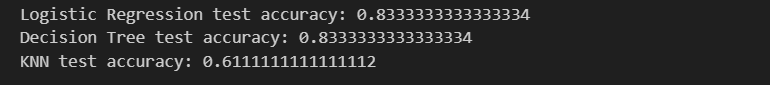 Logistic Regression test accuracy: 0.8333333333333334
Decision Tree test accuracy: 0.8333333333333334
KNN test accuracy: 0.6111111111111112